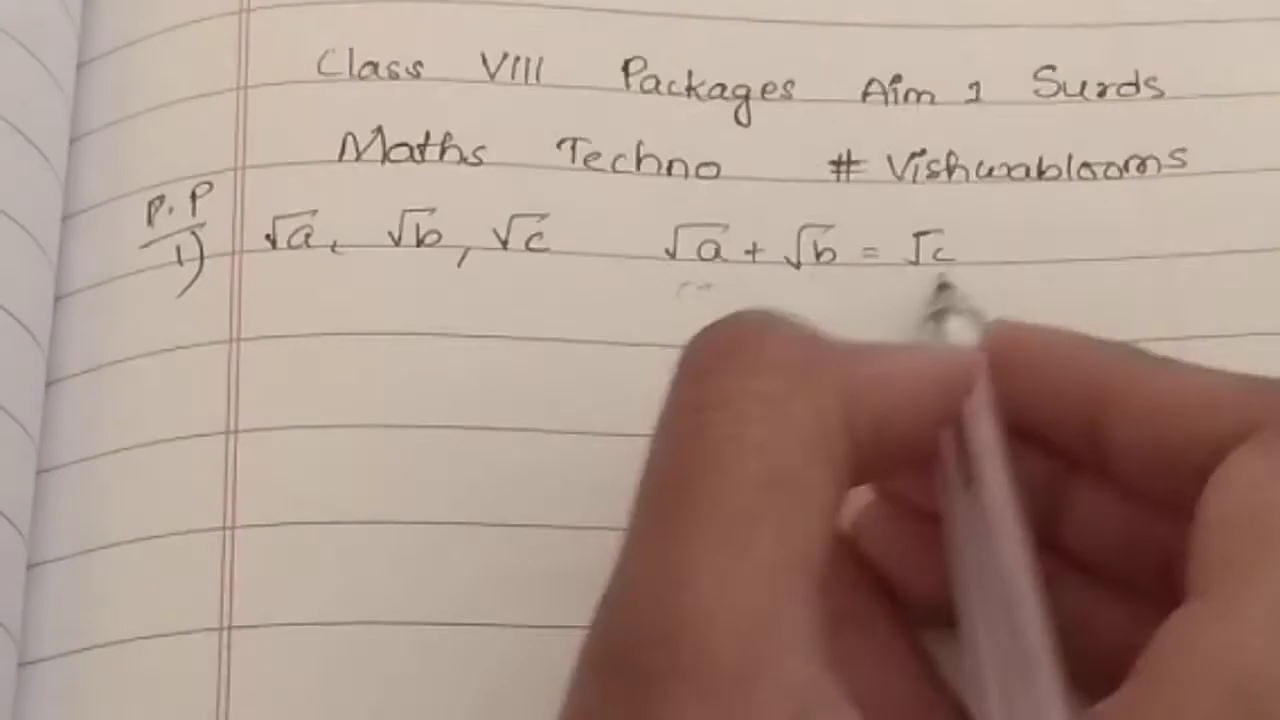 Class VIII Packages Aim 1 Surds
Maths Techno # Vishwablooms
P.P
1) √a, √b, √c √a + √b = √c